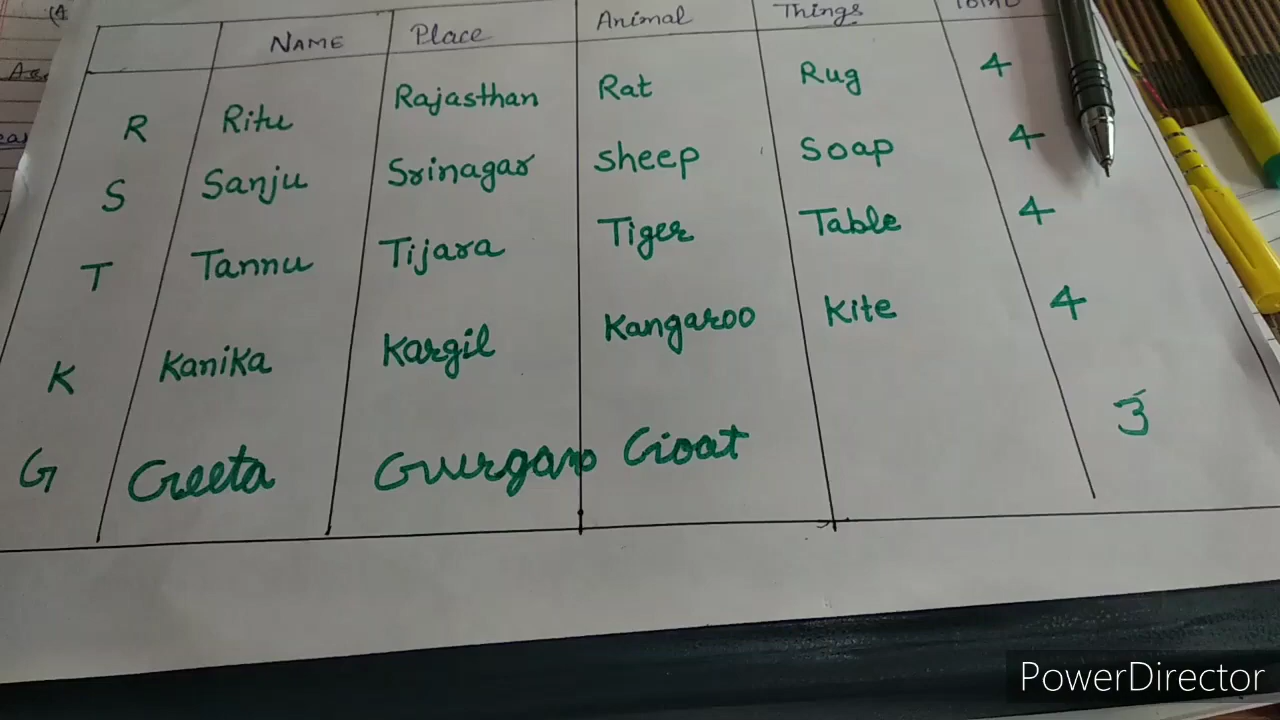 NAME Place Animal Things
R Ritu Rajasthan Rat Rug 4
S Sanju Srinagar sheep Soap 4
T Tannu Tijara Tiger Table 4
K Kanika Kargil Kangaroo Kite 4
G Geeta Gurgano Goat 3
PowerDirector